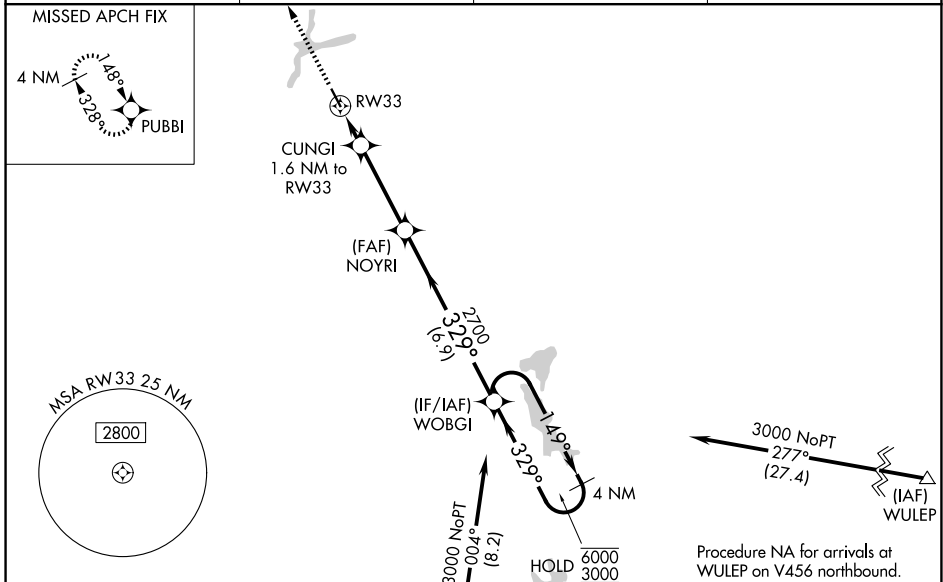 MISSED APCH FIX
4 NM
148°
328°
PUBBI
RW33
CUNGI
1.6 NM to
RW33
(FAF)
NOYRI
2700
329°
(6.9)
MSA RW33 25 NM
2800
(IF/IAF)
WOBGI
149°
329°
4 NM
3000 NoPT
277°
(27.4)
(IAF)
WULEP
3000 NoPT
004°
(8.2)
HOLD
6000
3000
Procedure NA for arrivals at
WULEP on V456 northbound.